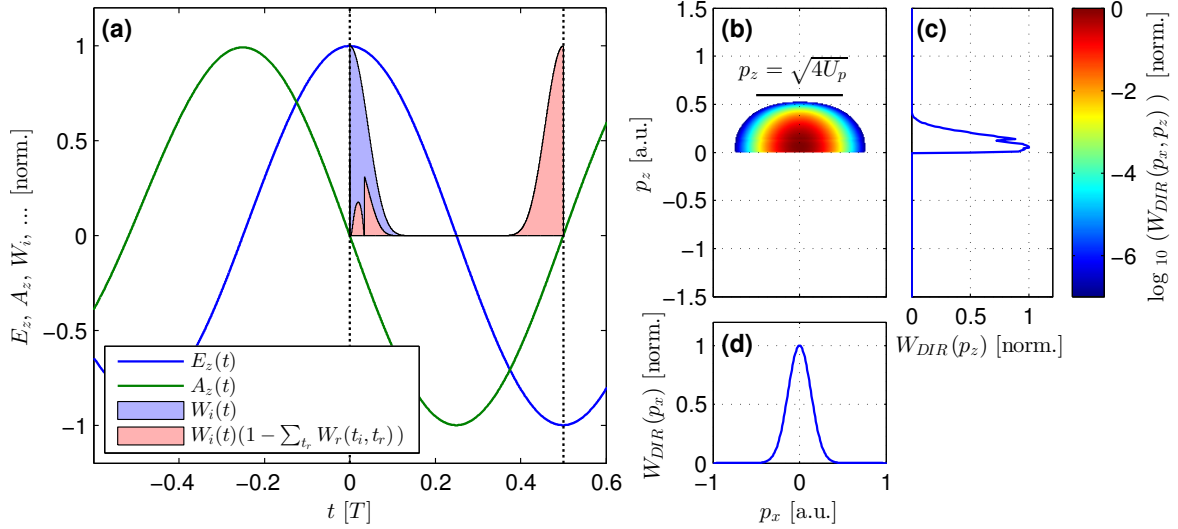 (a)
1
0.5
0
−0.5
−1
E_z, A_z, W_i, ... [norm.]
−0.4
−0.2
0
0.2
0.4
0.6
t [T]
E_z(t)
A_z(t)
W_i(t)
W_i(t)(1 − ∑_{t_r} W_r(t_i, t_r))
(b)
p_z = √4U_p
1.5
1
0.5
0
−0.5
−1
−1.5
p_z [a.u.]
(c)
0
0.5
1
W_DIR(p_z) [norm.]
0
−2
−4
−6
log 10 (W_DIR(p_x, p_z)) [norm.]
(d)
1
0.5
0
W_DIR(p_x) [norm.]
−1
0
1
p_x [a.u.]